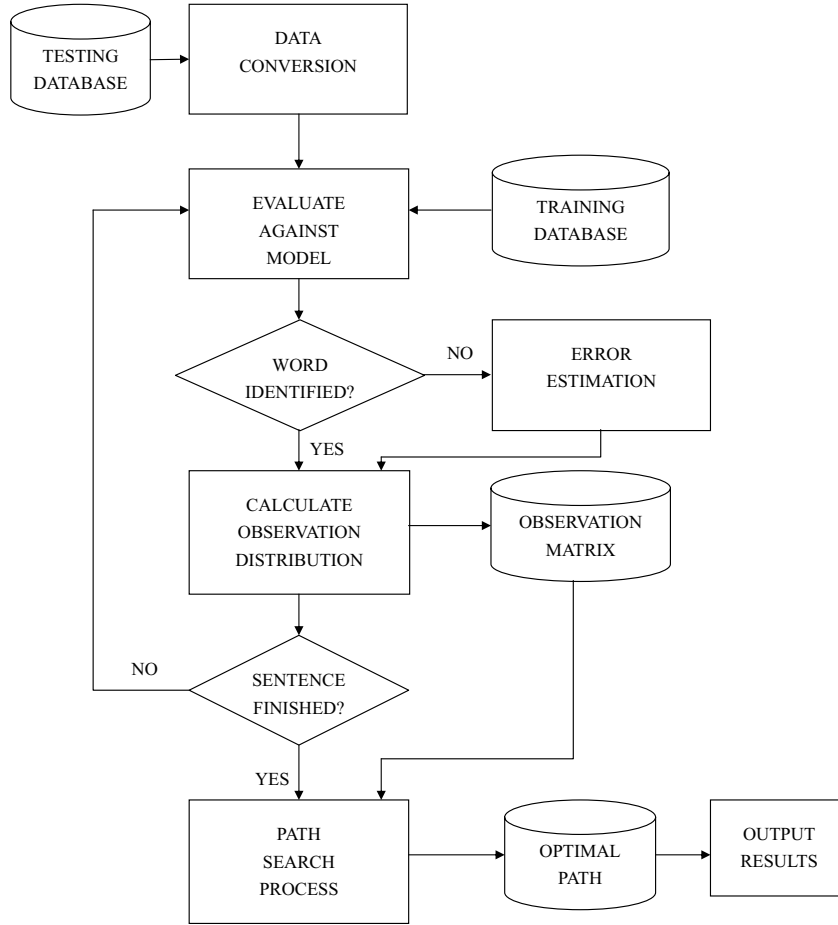 TESTING
DATABASE
DATA
CONVERSION
EVALUATE
AGAINST
MODEL
TRAINING
DATABASE
WORD
IDENTIFIED?
NO
ERROR
ESTIMATION
YES
CALCULATE
OBSERVATION
DISTRIBUTION
OBSERVATION
MATRIX
NO
SENTENCE
FINISHED?
YES
PATH
SEARCH
PROCESS
OPTIMAL
PATH
OUTPUT
RESULTS